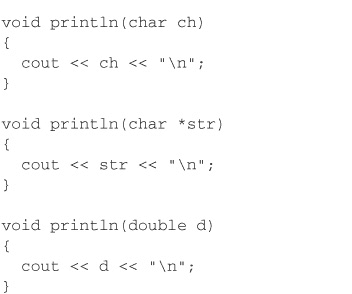 void println(char ch)
{
  cout << ch << "\n";
}

void println(char *str)
{
  cout << str << "\n";
}

void println(double d)
{
  cout << d << "\n";
}